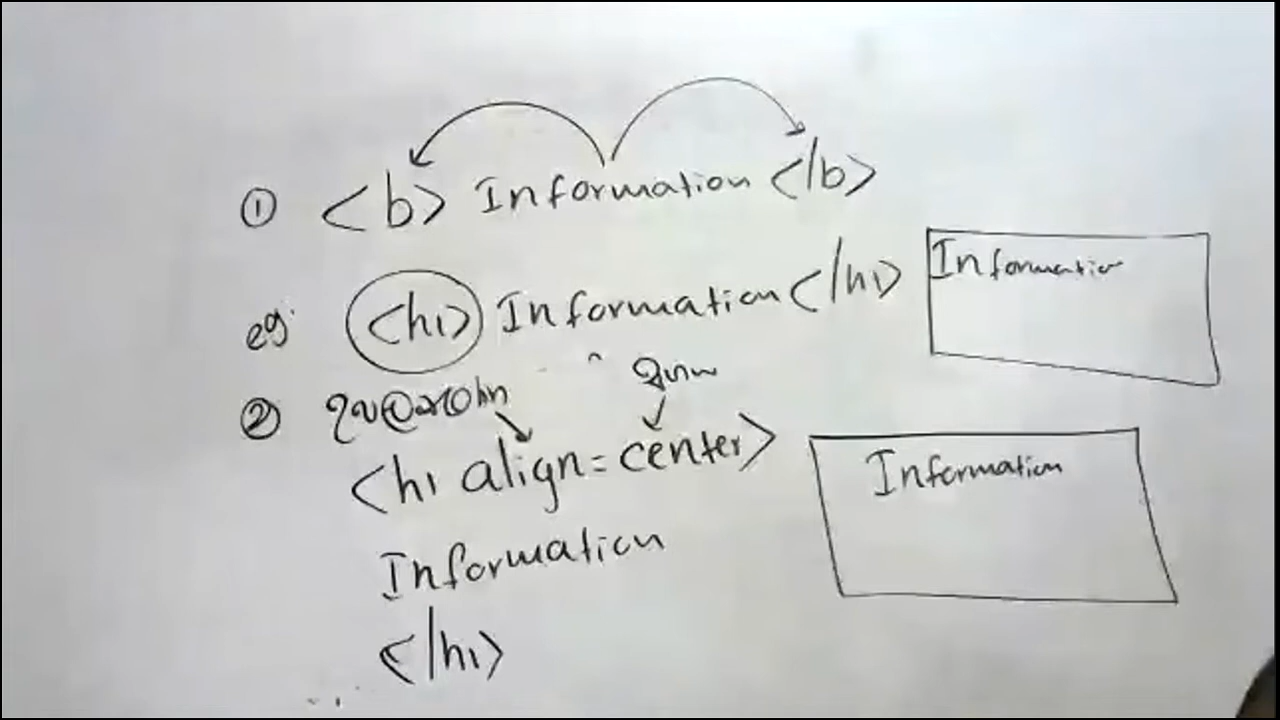 ① <b> Information </b>
eg: <h1> Information </h1>
Information
②
<h1 align=center>
Information
Information
</h1>